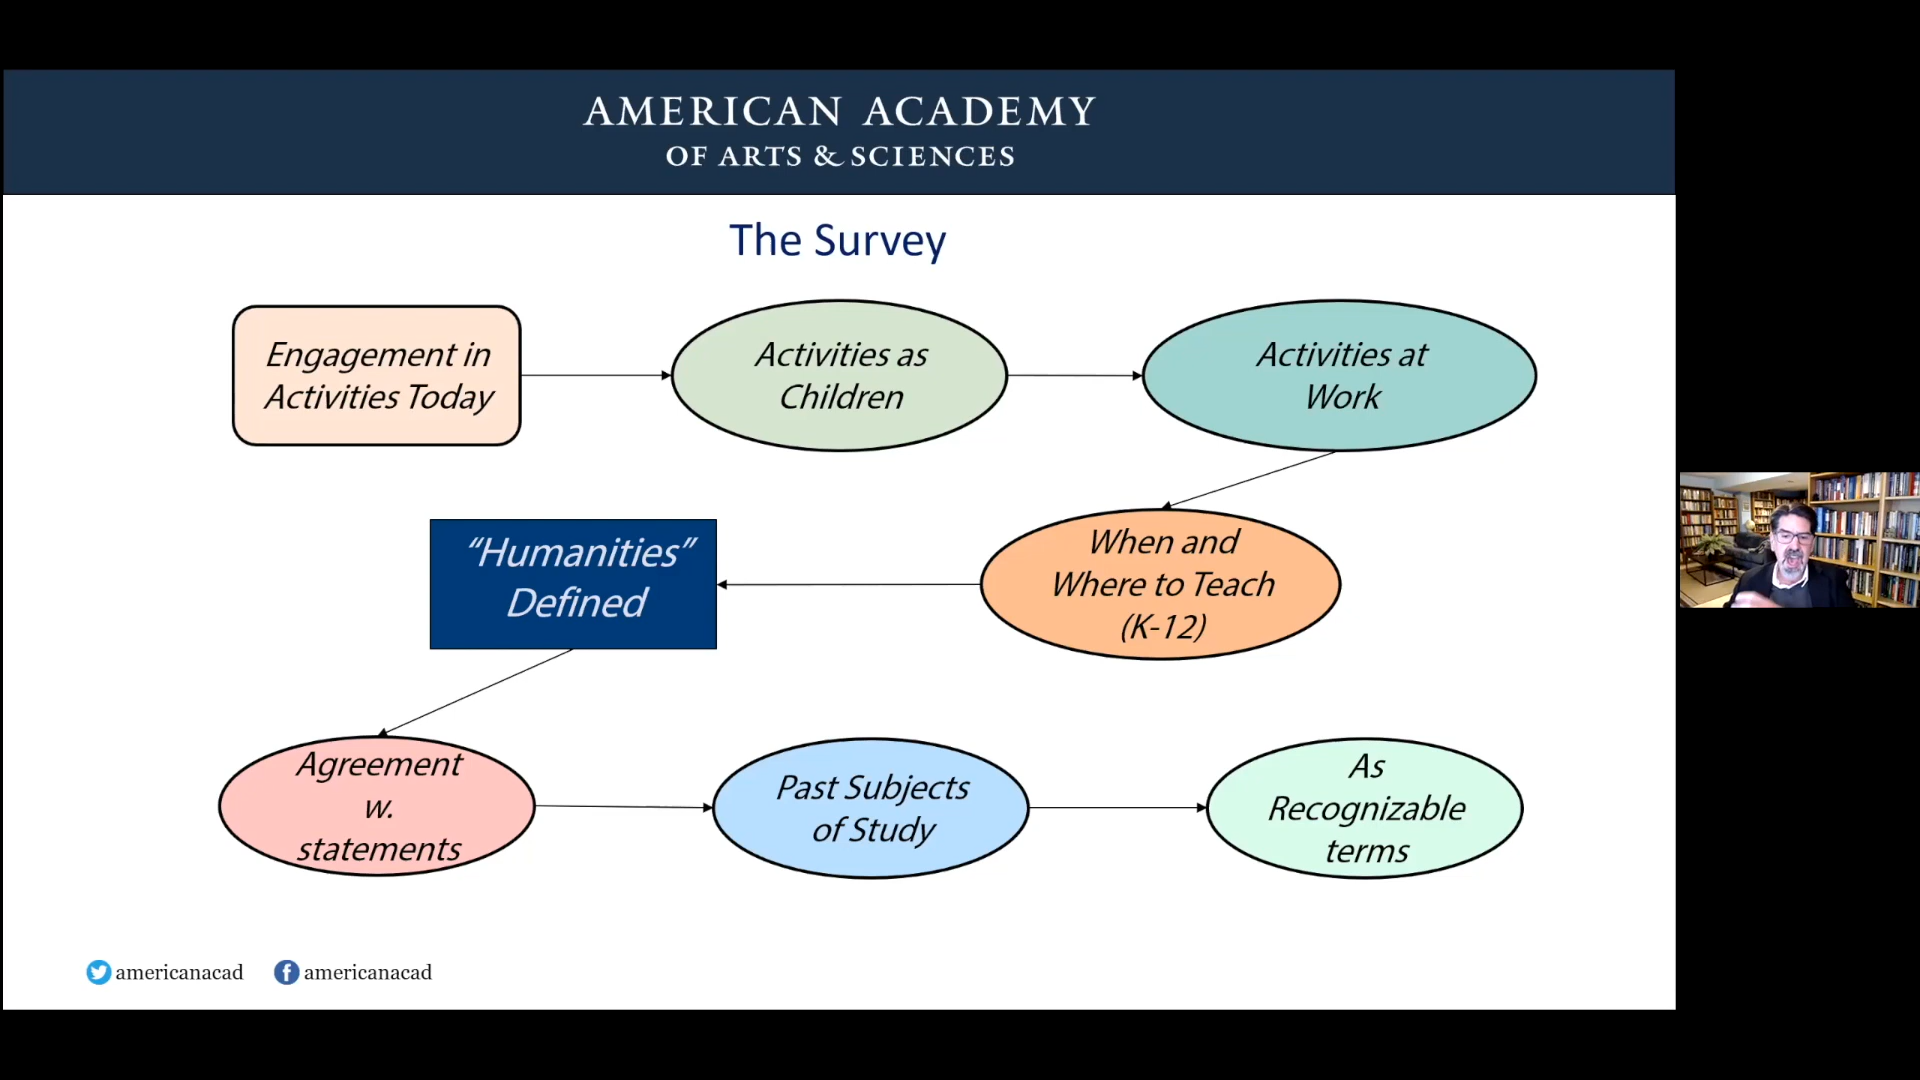 AMERICAN ACADEMY
OF ARTS & SCIENCES
The Survey
Engagement in
Activities Today
Activities as
Children
Activities at
Work
When and
Where to Teach
(K-12)
“Humanities”
Defined
Agreement
w.
statements
Past Subjects
of Study
As
Recognizable
terms
americanacad
americanacad